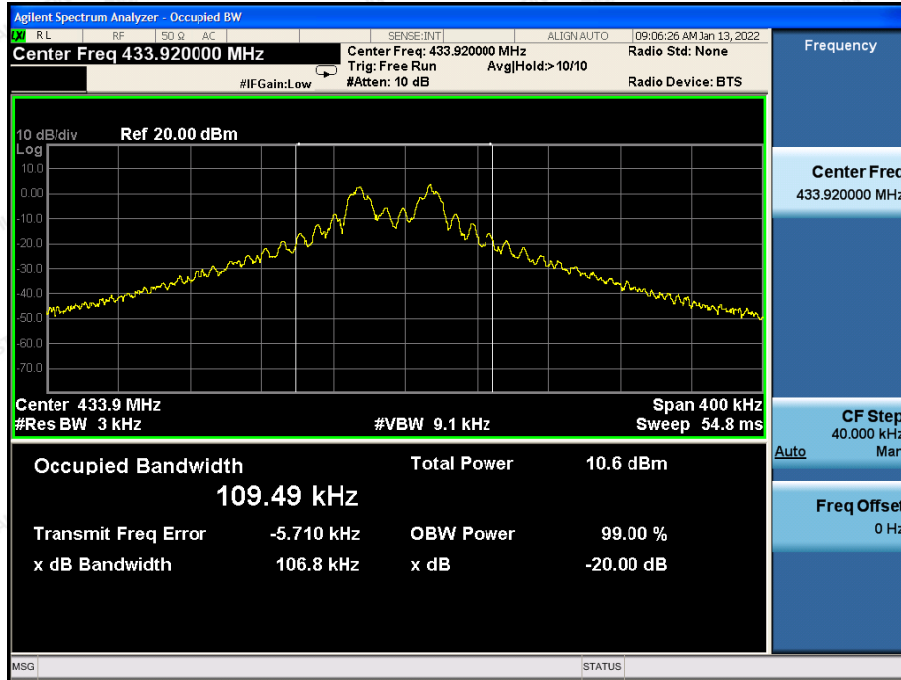 Agilent Spectrum Analyzer - Occupied BW
LXI RL RF 50 Ω AC SENSE:INT ALIGN AUTO 09:06:26 AM Jan 13, 2022
Center Freq 433.920000 MHz
Center Freq: 433.920000 MHz
Radio Std: None
Trig: Free Run
Avg|Hold:>10/10
#IFGain:Low
#Atten: 10 dB
Radio Device: BTS
10 dB/div
Ref 20.00 dBm
Log
10.0
0.00
-10.0
-20.0
-30.0
-40.0
-50.0
-60.0
-70.0
Center 433.9 MHz
Span 400 kHz
#Res BW 3 kHz
#VBW 9.1 kHz
Sweep 54.8 ms
Occupied Bandwidth
Total Power 10.6 dBm
109.49 kHz
Transmit Freq Error -5.710 kHz
OBW Power 99.00 %
x dB Bandwidth 106.8 kHz
x dB -20.00 dB
MSG
STATUS
Frequency
Center Freq
433.920000 MHz
CF Step
40.000 kHz
Auto Man
Freq Offset
0 Hz